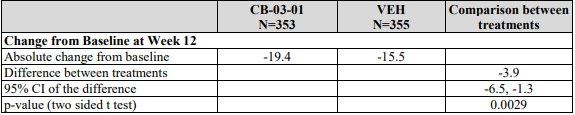 CB-03-01 VEH Comparison between
N=353 N=355 treatments
Change from Baseline at Week 12
Absolute change from baseline -19.4 -15.5
Difference between treatments -3.9
95% CI of the difference -6.5, -1.3
p-value (two sided t test) 0.0029